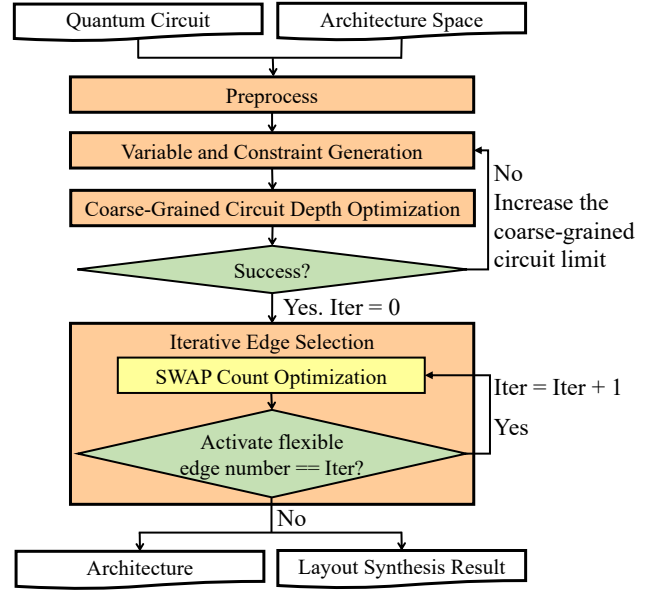 Quantum Circuit
Architecture Space
Preprocess
Variable and Constraint Generation
No
Increase the
coarse-grained
circuit limit
Coarse-Grained Circuit Depth Optimization
Success?
Yes. Iter = 0
Iterative Edge Selection
SWAP Count Optimization
Iter = Iter + 1
Yes
Activate flexible
edge number == Iter?
No
Architecture
Layout Synthesis Result